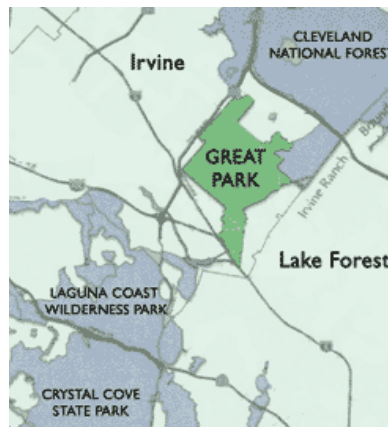 CLEVELAND
NATIONAL FOREST
Irvine
GREAT
PARK
Irvine Ranch
Lake Forest
LAGUNA COAST
WILDERNESS PARK
CRYSTAL COVE
STATE PARK